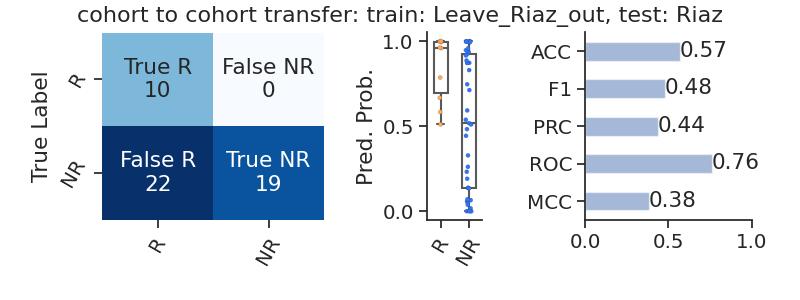 cohort to cohort transfer: train: Leave_Riaz_out, test: Riaz
True Label
R
NR
True R
10
False NR
0
False R
22
True NR
19
R
NR
Pred. Prob.
1.0
0.5
0.0
R
NR
ACC
0.57
F1
0.48
PRC
0.44
ROC
0.76
MCC
0.38
0.0
0.5
1.0